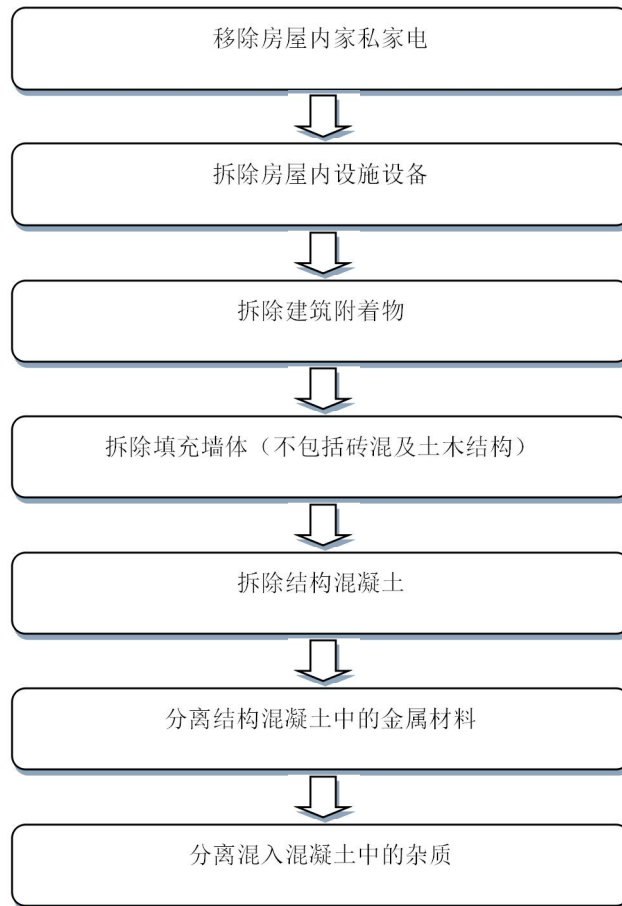 移除房屋内家私家电
拆除房屋内设施设备
拆除建筑附着物
拆除填充墙体（不包括砖混及土木结构）
拆除结构混凝土
分离结构混凝土中的金属材料
分离混入混凝土中的杂质